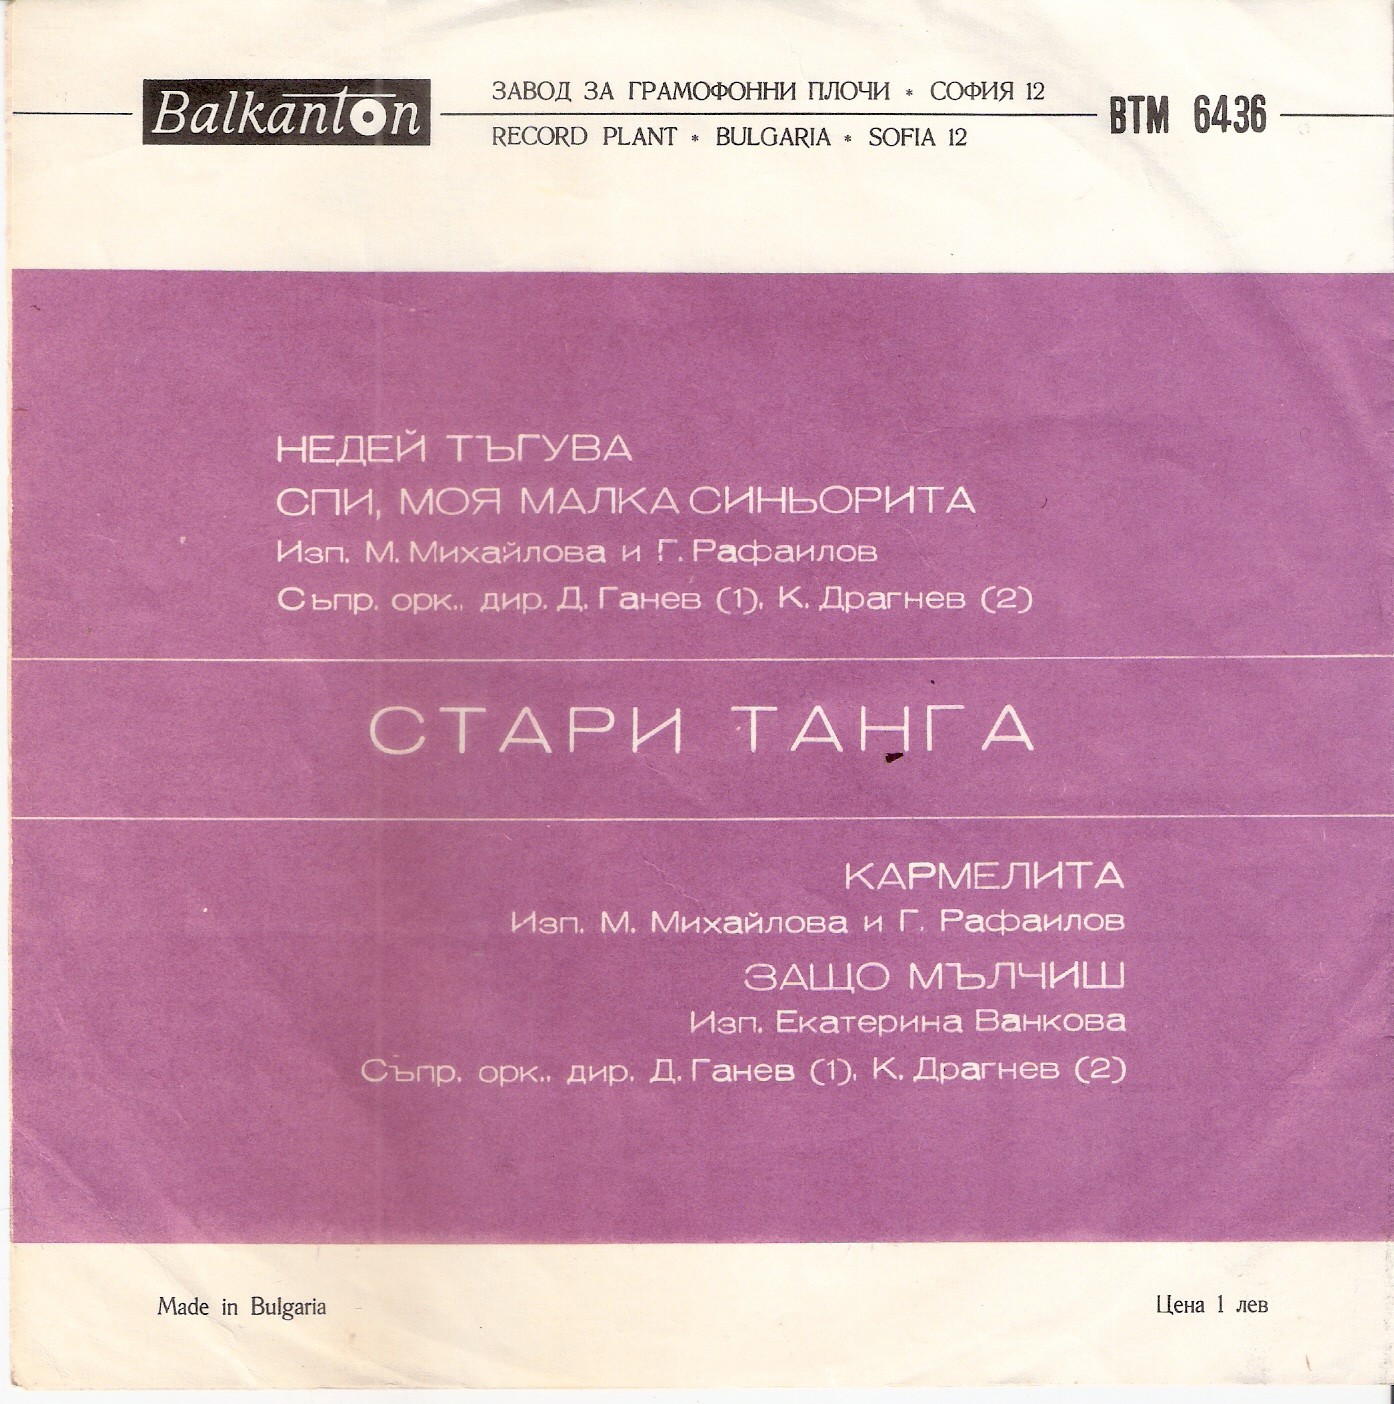 Balkanton
ЗАВОД ЗА ГРАМОФОННИ ПЛОЧИ * СОФИЯ 12
RECORD PLANT * BULGARIA * SOFIA 12
ВТМ 6436
НЕДЕЙ ТЪГУВА
СПИ, МОЯ МАЛКА СИНЬОРИТА
Изп. М. Михайлова и Г. Рафаилов
Съпр. орк., дир. Д. Ганев (1), К. Драгнев (2)
СТАРИ ТАНГА
КАРМЕЛИТА
Изп. М. Михайлова и Г. Рафаилов
ЗАЩО МЪЛЧИШ
Изп. Екатерина Ванкова
Съпр. орк., дир. Д. Ганев (1), К. Драгнев (2)
Made in Bulgaria
Цена 1 лев